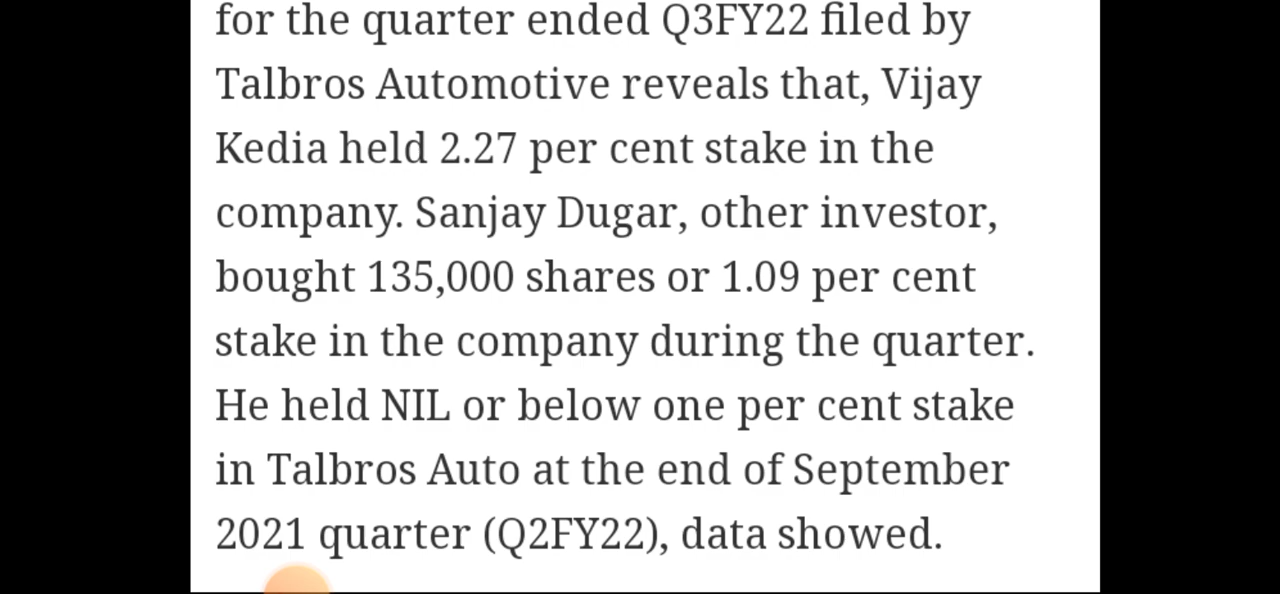 for the quarter ended Q3FY22 filed by
Talbros Automotive reveals that, Vijay
Kedia held 2.27 per cent stake in the
company. Sanjay Dugar, other investor,
bought 135,000 shares or 1.09 per cent
stake in the company during the quarter.
He held NIL or below one per cent stake
in Talbros Auto at the end of September
2021 quarter (Q2FY22), data showed.